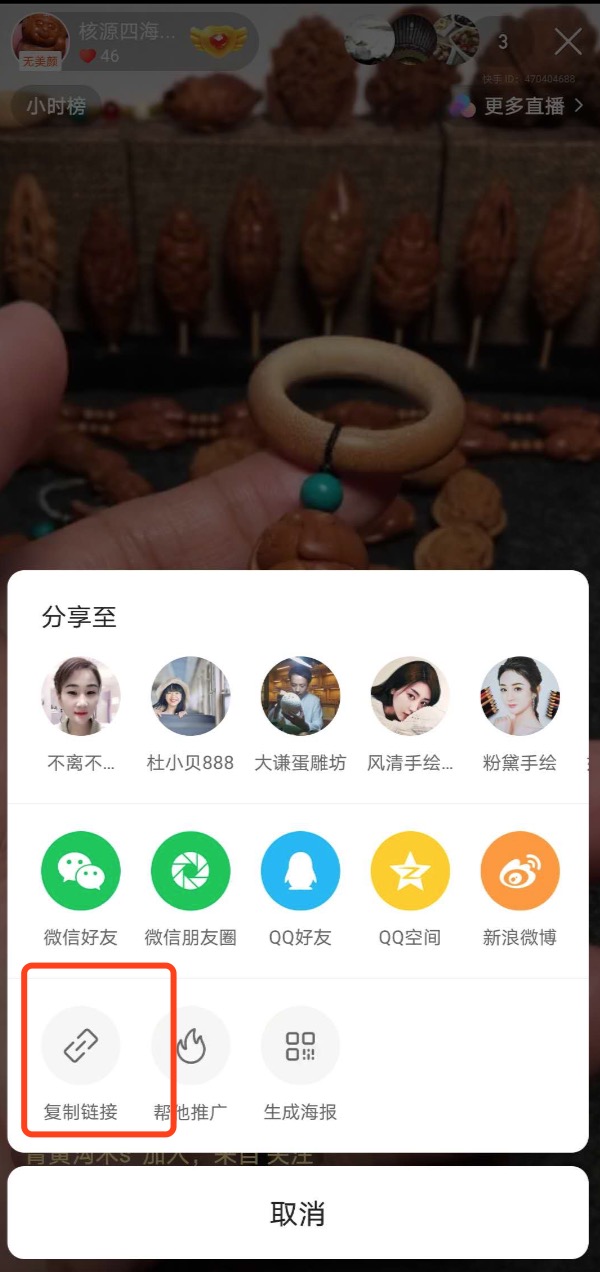 核源四海...
46
无美颜
3
快手ID: 470404688
小时榜
更多直播
分享至
不离不...
杜小贝888
大谦蛋雕坊
风清手绘...
粉黛手绘
微信好友
微信朋友圈
QQ好友
QQ空间
新浪微博
复制链接
帮他推广
生成海报
取消